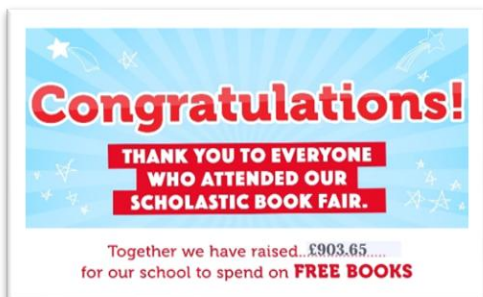 Congratulations!
THANK YOU TO EVERYONE
WHO ATTENDED OUR
SCHOLASTIC BOOK FAIR.
Together we have raised...£903.65......
for our school to spend on FREE BOOKS